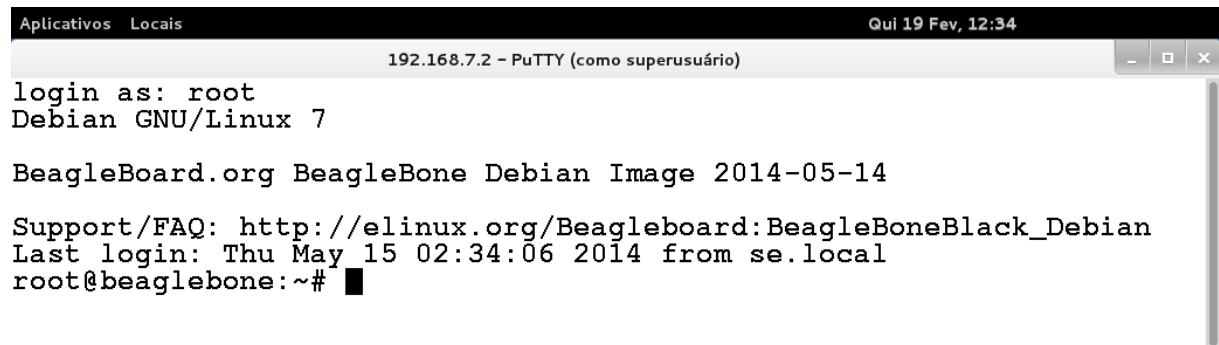 Aplicativos Locais Qui 19 Fev, 12:34
192.168.7.2 - PuTTY (como superusuário)
login as: root
Debian GNU/Linux 7
BeagleBoard.org BeagleBone Debian Image 2014-05-14
Support/FAQ: http://elinux.org/Beagleboard:BeagleBoneBlack_Debian
Last login: Thu May 15 02:34:06 2014 from se.local
root@beaglebone:~#